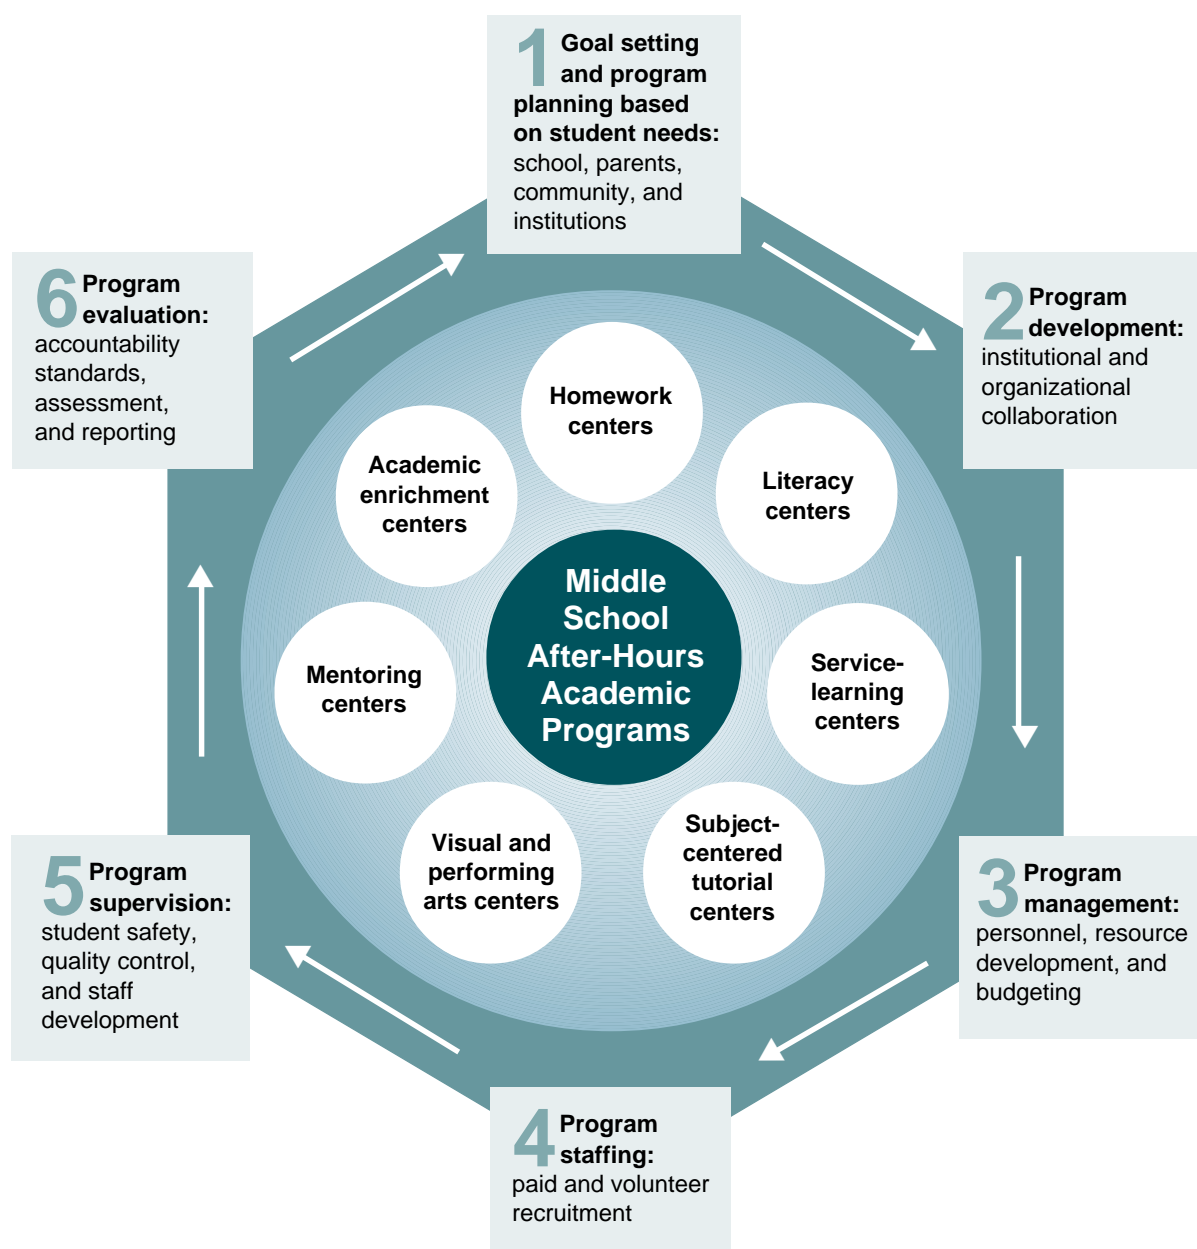 1 Goal setting
and program
planning based
on student needs:
school, parents,
community, and
institutions
2 Program
development:
institutional and
organizational
collaboration
3 Program
management:
personnel, resource
development, and
budgeting
4 Program
staffing:
paid and volunteer
recruitment
5 Program
supervision:
student safety,
quality control,
and staff
development
6 Program
evaluation:
accountability
standards,
assessment,
and reporting
Homework
centers
Literacy
centers
Service-
learning
centers
Subject-
centered
tutorial
centers
Visual and
performing
arts centers
Mentoring
centers
Academic
enrichment
centers
Middle
School
After-Hours
Academic
Programs